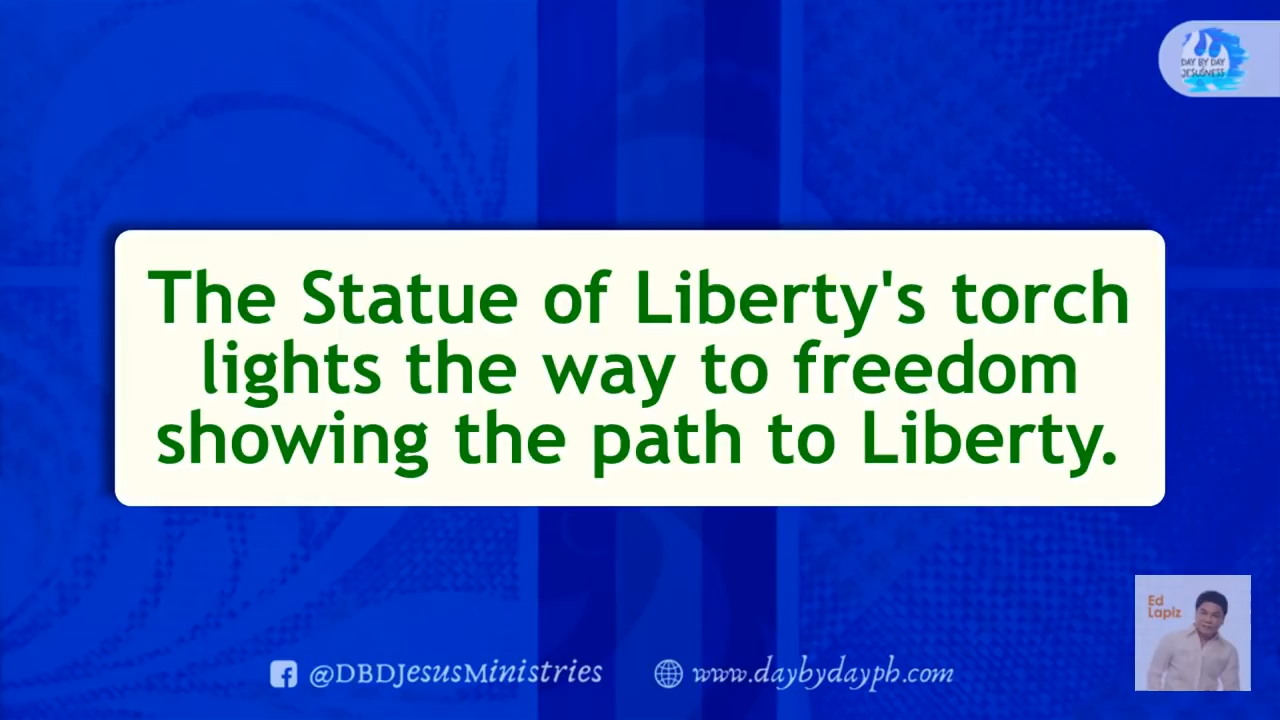 DAY BY DAY
JESUSNESS
The Statue of Liberty's torch
lights the way to freedom
showing the path to Liberty.
Ed
Lapiz
@DBDJesusMinistries
www.daybydayph.com